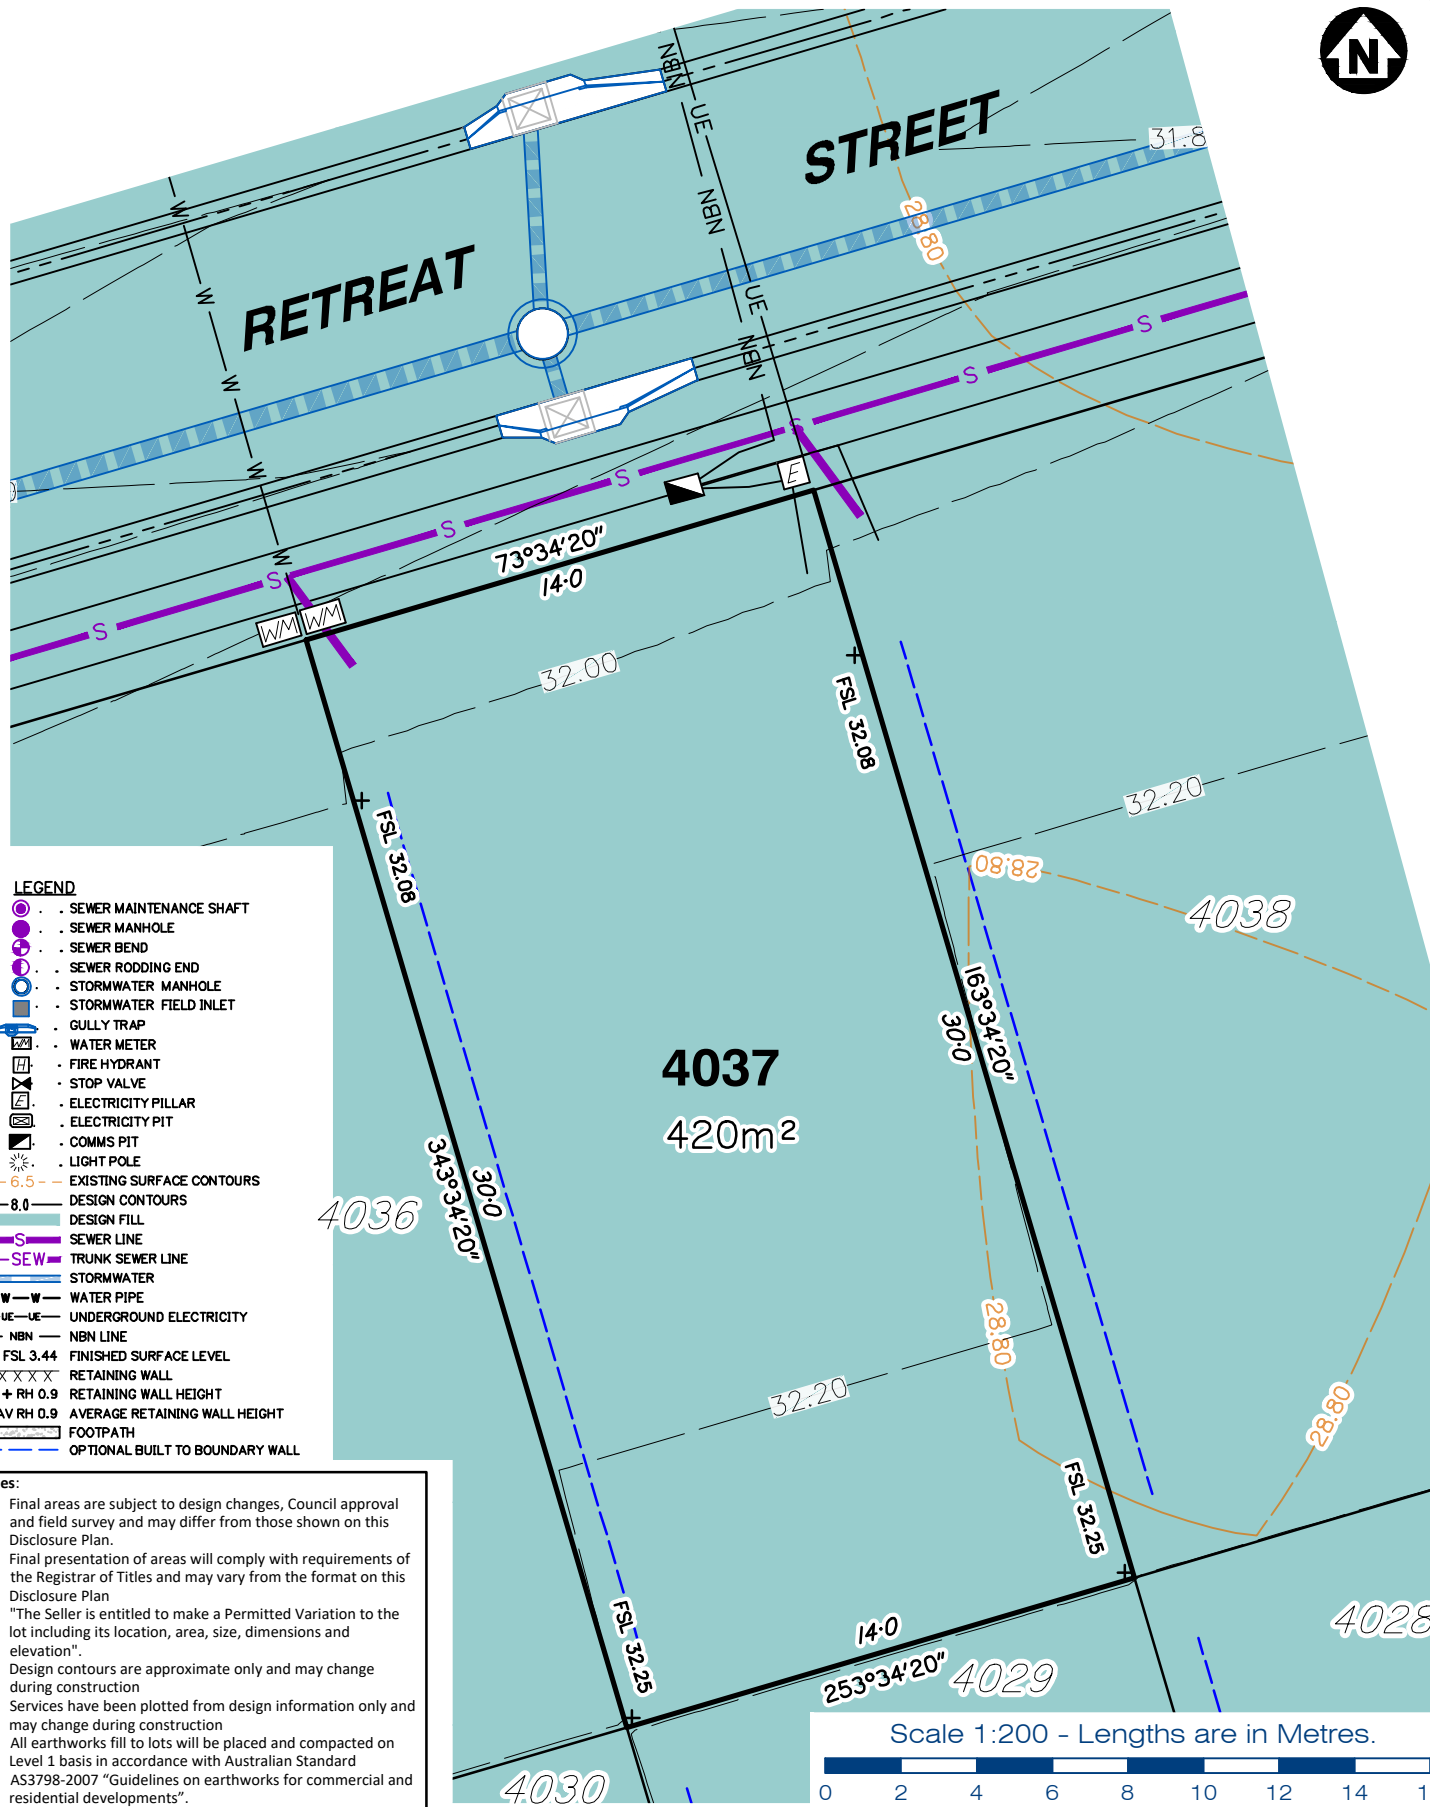 N
NBN
UE
STREET
31.8
W
NBN
28.80
W
RETREAT
UE
NBN
S
W
S
S
W
E
S
S
73°34'20"
14·0
S
WM
WM
S
32.00
FSL 32.08
32.20
FSL 32.08
28.80
4038
LEGEND
SEWER MAINTENANCE SHAFT
SEWER MANHOLE
SEWER BEND
SEWER RODDING END
STORMWATER MANHOLE
STORMWATER FIELD INLET
GULLY TRAP
WM WATER METER
H FIRE HYDRANT
STOP VALVE
E ELECTRICITY PILLAR
ELECTRICITY PIT
COMMS PIT
LIGHT POLE
6.5 EXISTING SURFACE CONTOURS
8.0 DESIGN CONTOURS
DESIGN FILL
S SEWER LINE
SEW TRUNK SEWER LINE
STORMWATER
W W WATER PIPE
UE UE UNDERGROUND ELECTRICITY
NBN NBN LINE
FSL 3.44 FINISHED SURFACE LEVEL
X X X X RETAINING WALL
+ RH 0.9 RETAINING WALL HEIGHT
AV RH 0.9 AVERAGE RETAINING WALL HEIGHT
FOOTPATH
OPTIONAL BUILT TO BOUNDARY WALL
163°34'20"
30·0
4037
420m²
343°34'20"
30·0
4036
28.80
32.20
28.80
FSL 32.25
FSL 32.25
14·0
253°34'20"
4029
4028
4030
es:
Final areas are subject to design changes, Council approval
and field survey and may differ from those shown on this
Disclosure Plan.
Final presentation of areas will comply with requirements of
the Registrar of Titles and may vary from the format on this
Disclosure Plan
"The Seller is entitled to make a Permitted Variation to the
lot including its location, area, size, dimensions and
elevation".
Design contours are approximate only and may change
during construction
Services have been plotted from design information only and
may change during construction
All earthworks fill to lots will be placed and compacted on
Level 1 basis in accordance with Australian Standard
AS3798-2007 “Guidelines on earthworks for commercial and
residential developments”.
Scale 1:200 - Lengths are in Metres.
0 2 4 6 8 10 12 14 1